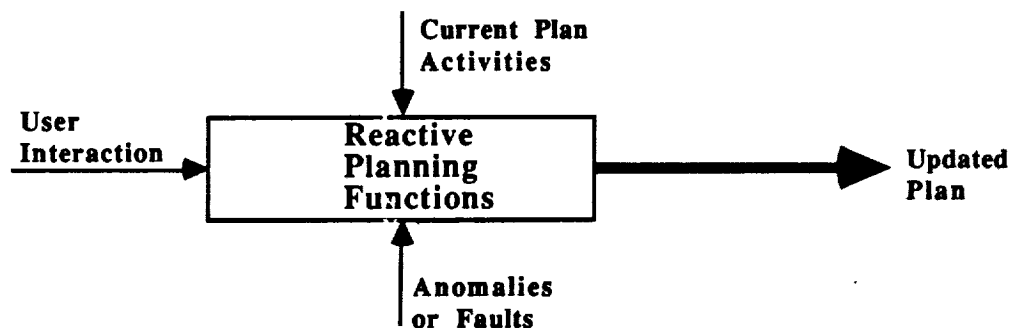 Current Plan
Activities
User
Interaction
Reactive
Planning
Functions
Updated
Plan
Anomalies
or Faults